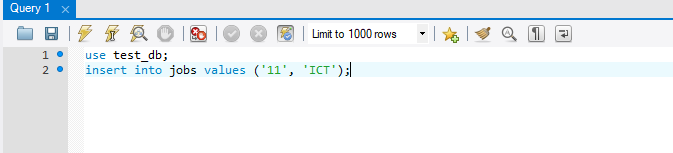 Query 1
Limit to 1000 rows
1 use test_db;
2 insert into jobs values ('11', 'ICT');